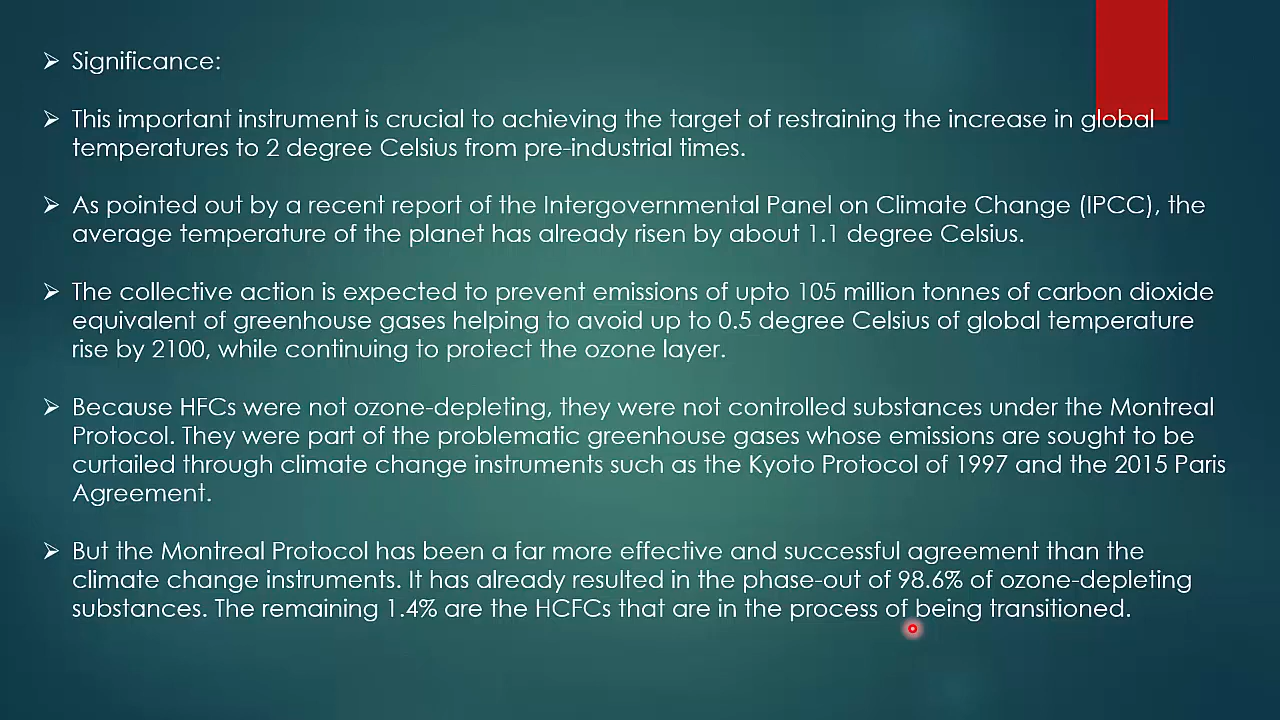 ➢ Significance:
➢ This important instrument is crucial to achieving the target of restraining the increase in global
temperatures to 2 degree Celsius from pre-industrial times.
➢ As pointed out by a recent report of the Intergovernmental Panel on Climate Change (IPCC), the
average temperature of the planet has already risen by about 1.1 degree Celsius.
➢ The collective action is expected to prevent emissions of upto 105 million tonnes of carbon dioxide
equivalent of greenhouse gases helping to avoid up to 0.5 degree Celsius of global temperature
rise by 2100, while continuing to protect the ozone layer.
➢ Because HFCs were not ozone-depleting, they were not controlled substances under the Montreal
Protocol. They were part of the problematic greenhouse gases whose emissions are sought to be
curtailed through climate change instruments such as the Kyoto Protocol of 1997 and the 2015 Paris
Agreement.
➢ But the Montreal Protocol has been a far more effective and successful agreement than the
climate change instruments. It has already resulted in the phase-out of 98.6% of ozone-depleting
substances. The remaining 1.4% are the HCFCs that are in the process of being transitioned.